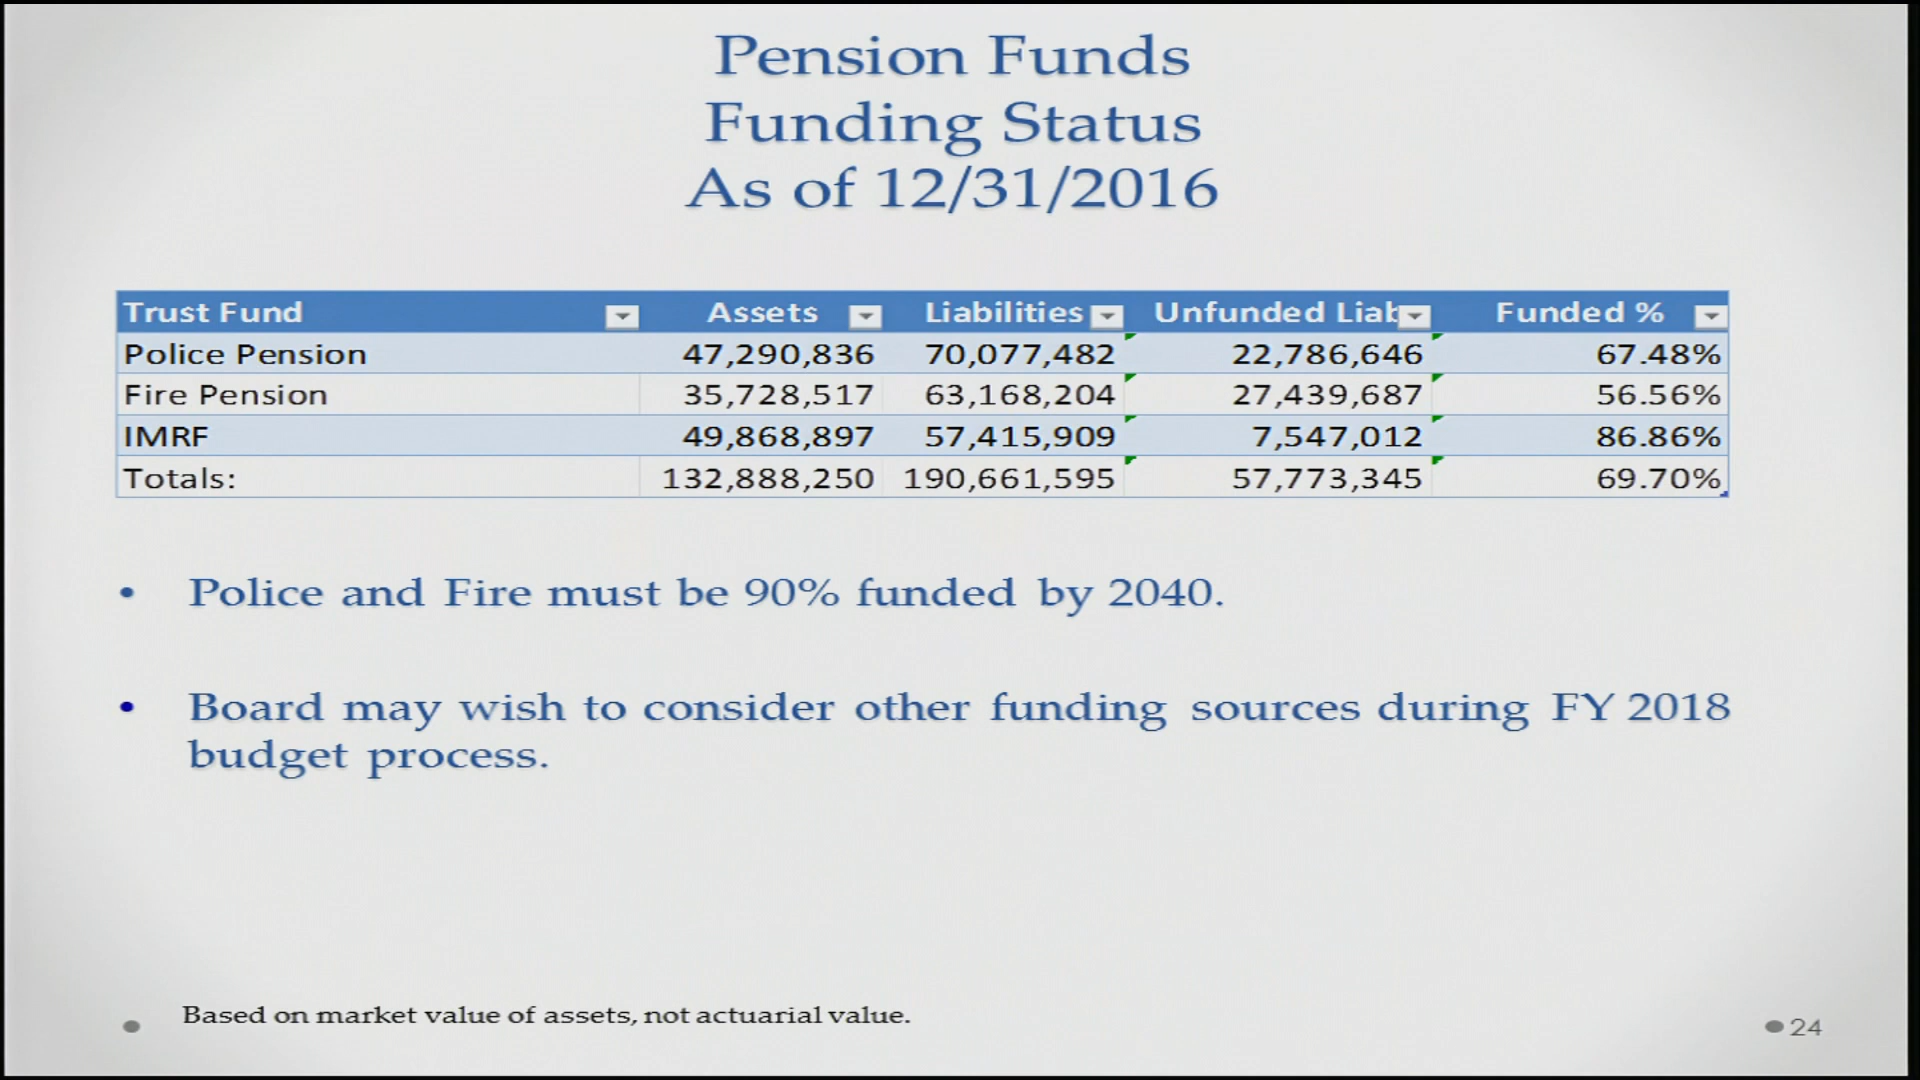 Pension Funds
Funding Status
As of 12/31/2016
Trust Fund Assets Liabilities Unfunded Liab Funded %
Police Pension 47,290,836 70,077,482 22,786,646 67.48%
Fire Pension 35,728,517 63,168,204 27,439,687 56.56%
IMRF 49,868,897 57,415,909 7,547,012 86.86%
Totals: 132,888,250 190,661,595 57,773,345 69.70%
• Police and Fire must be 90% funded by 2040.
• Board may wish to consider other funding sources during FY 2018
budget process.
Based on market value of assets, not actuarial value.
24